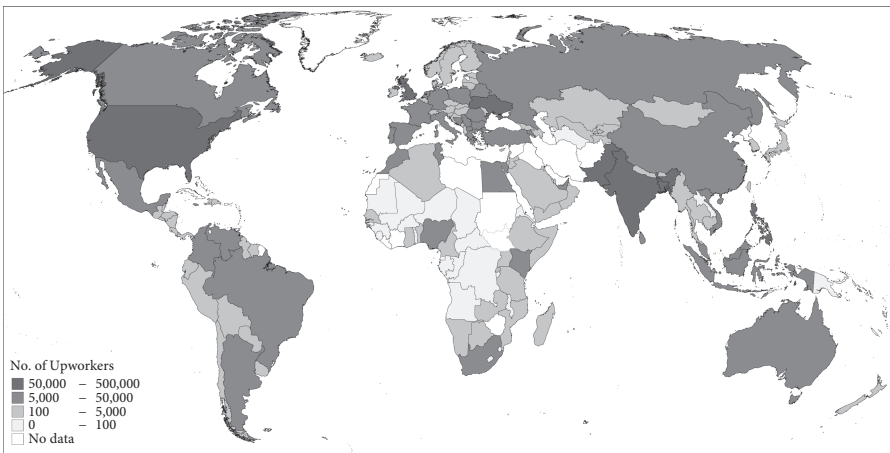 No. of Upworkers
50,000 – 500,000
5,000 – 50,000
100 – 5,000
0 – 100
No data